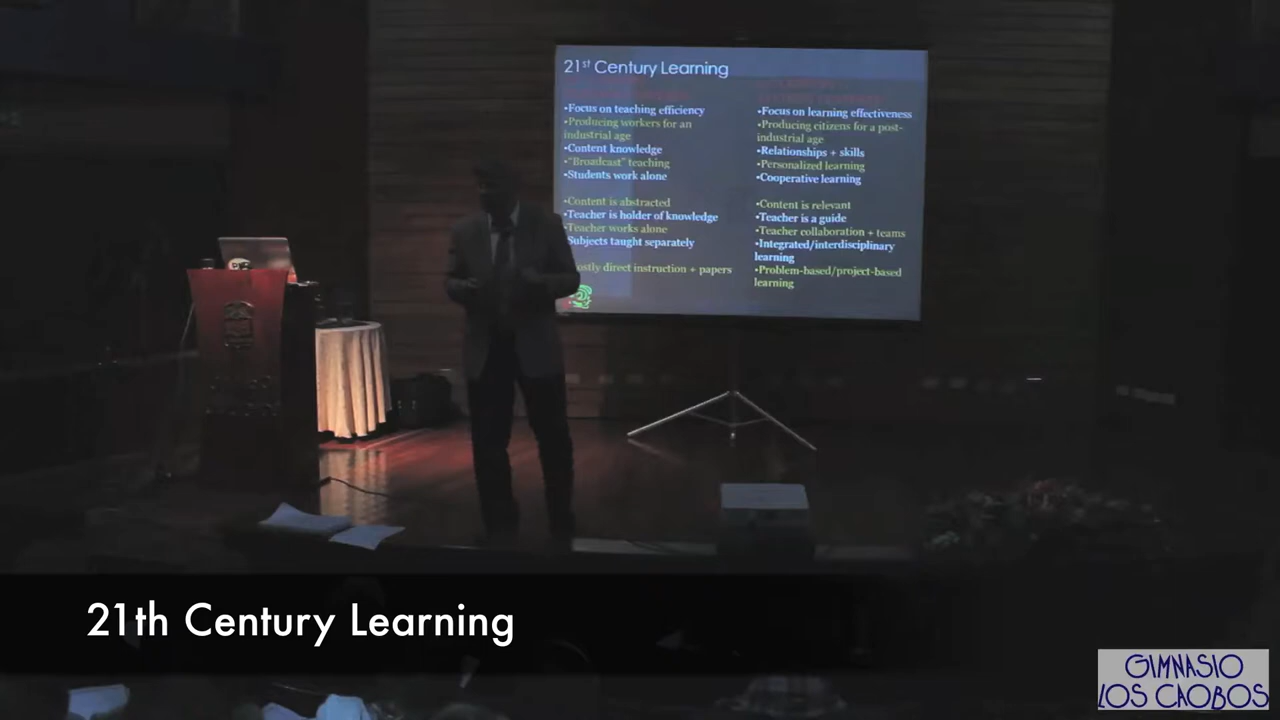 21st Century Learning
•Focus on teaching efficiency
•Producing workers for an
industrial age
•Content knowledge
•"Broadcast" teaching
•Students work alone
•Content is abstracted
•Teacher is holder of knowledge
•Teacher works alone
•Subjects taught separately
direct instruction + papers
•Focus on learning effectiveness
•Producing citizens for a post-
industrial age
•Relationships + skills
•Personalized learning
•Cooperative learning
•Content is relevant
•Teacher is a guide
•Teacher collaboration + teams
•Integrated/interdisciplinary
learning
•Problem-based/project-based
learning
21th Century Learning
GIMNASIO
LOS CAOBOS